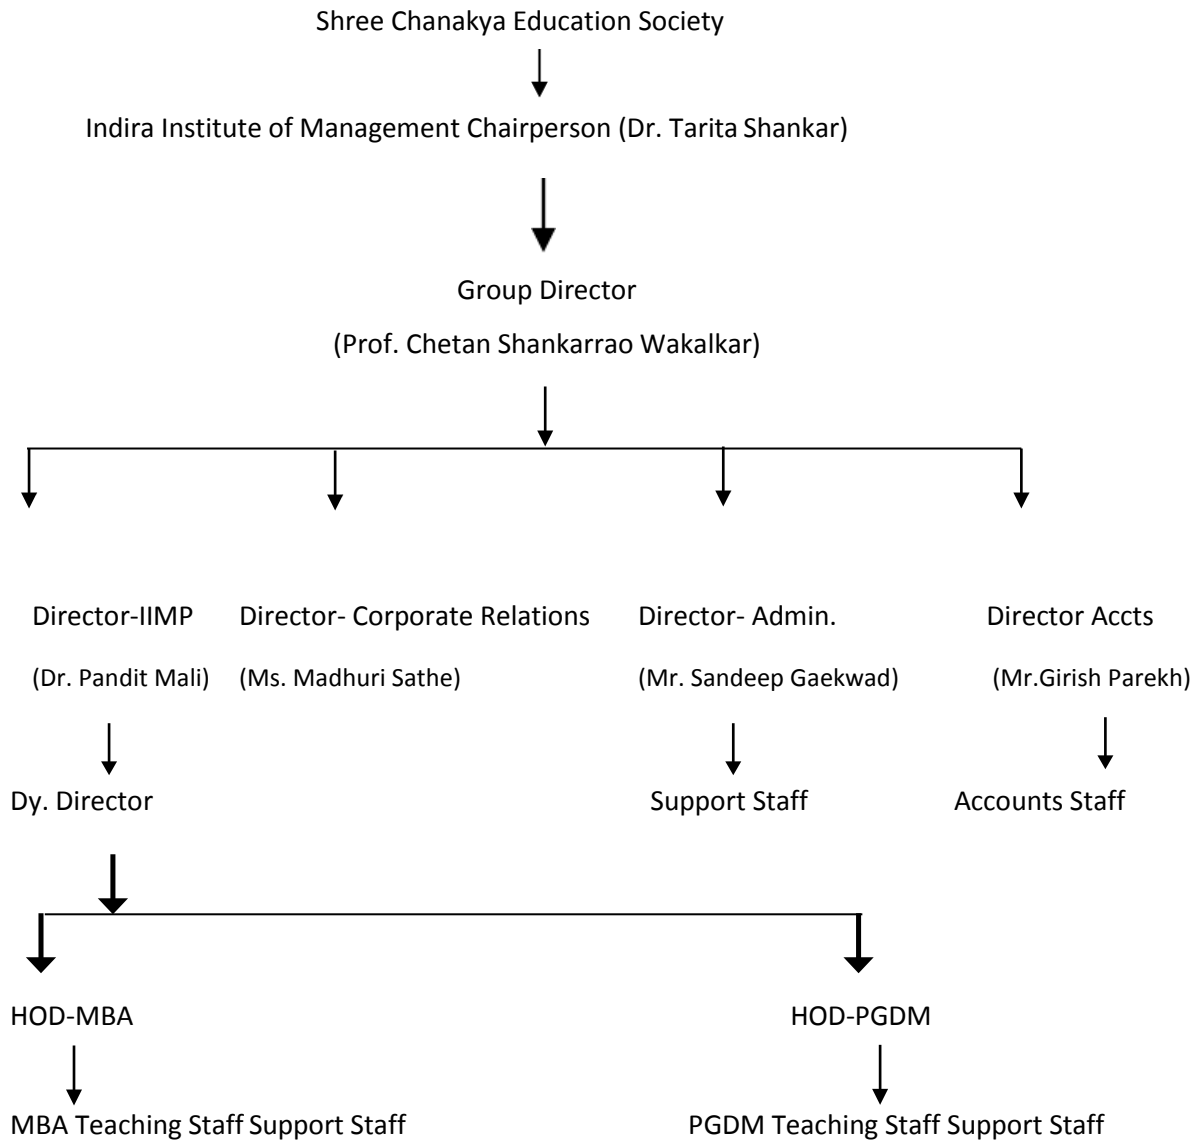 Shree Chanakya Education Society
Indira Institute of Management Chairperson (Dr. Tarita Shankar)
Group Director
(Prof. Chetan Shankarrao Wakalkar)
Director-IIMP Director- Corporate Relations Director- Admin. Director Accts
(Dr. Pandit Mali) (Ms. Madhuri Sathe) (Mr. Sandeep Gaekwad) (Mr.Girish Parekh)
Dy. Director Support Staff Accounts Staff
HOD-MBA HOD-PGDM
MBA Teaching Staff Support Staff PGDM Teaching Staff Support Staff